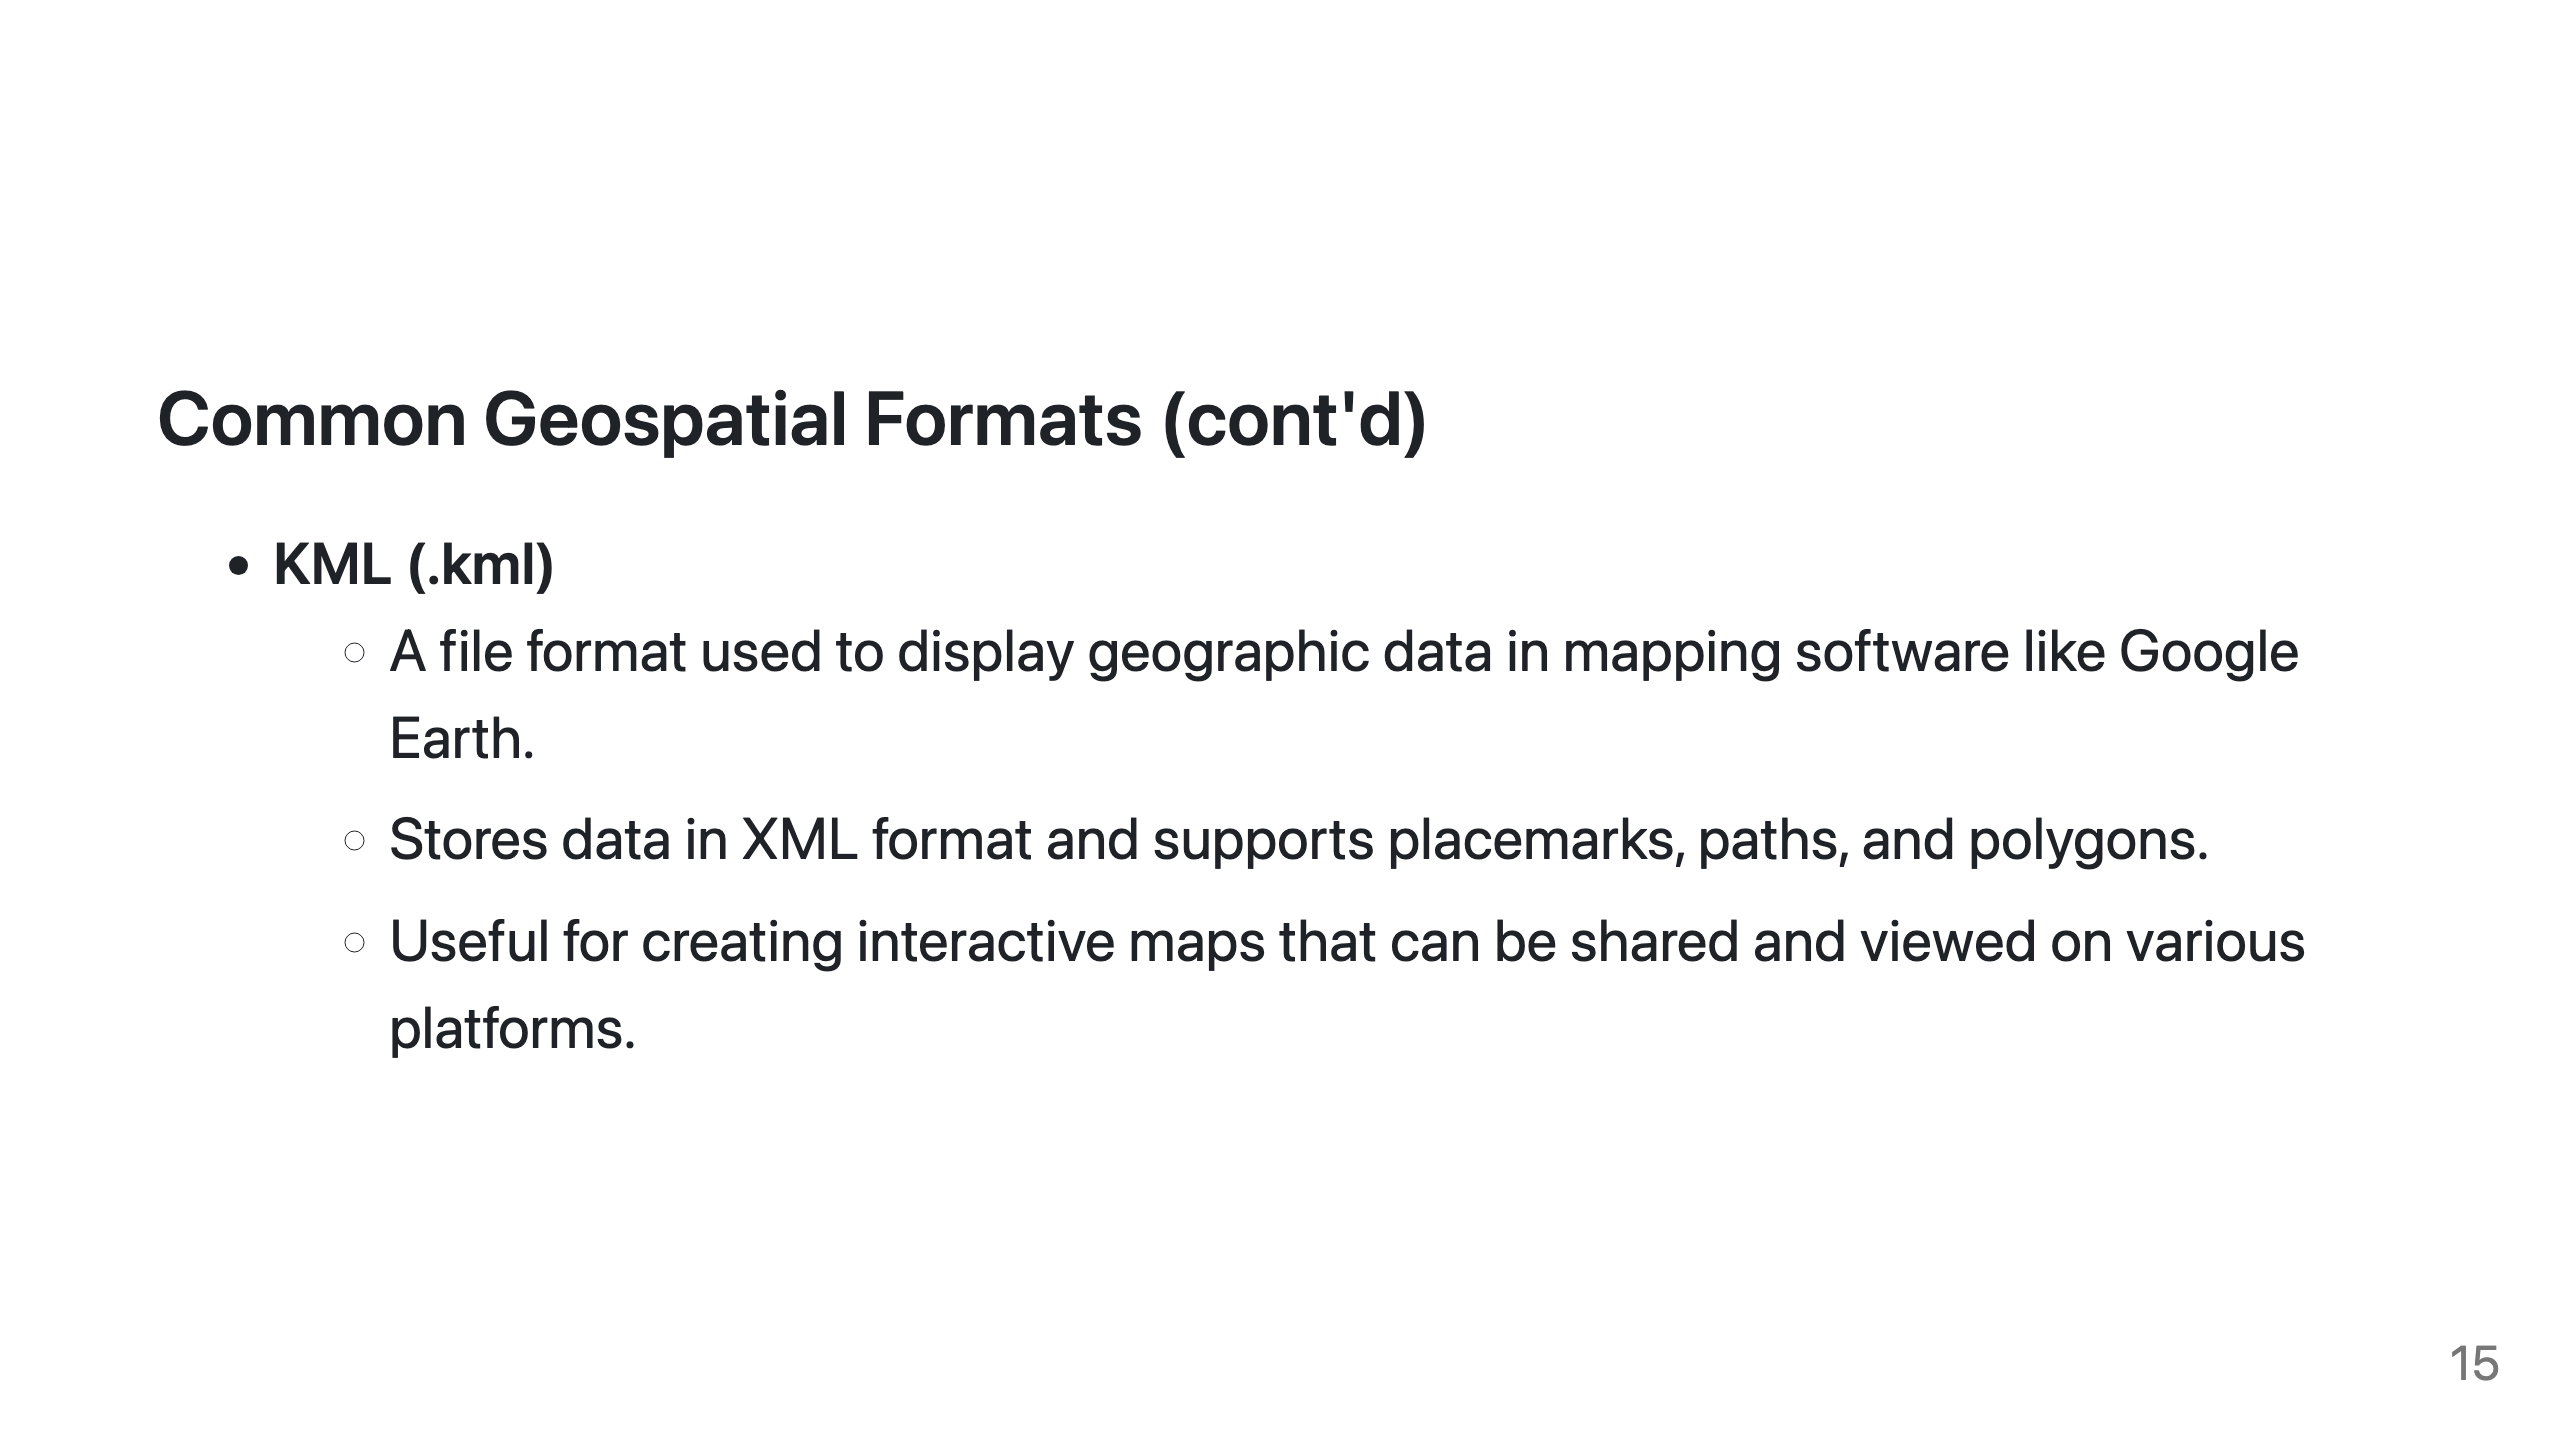 Common Geospatial Formats (cont'd)
• KML (.kml)
○ A file format used to display geographic data in mapping software like Google
Earth.
○ Stores data in XML format and supports placemarks, paths, and polygons.
○ Useful for creating interactive maps that can be shared and viewed on various
platforms.
15